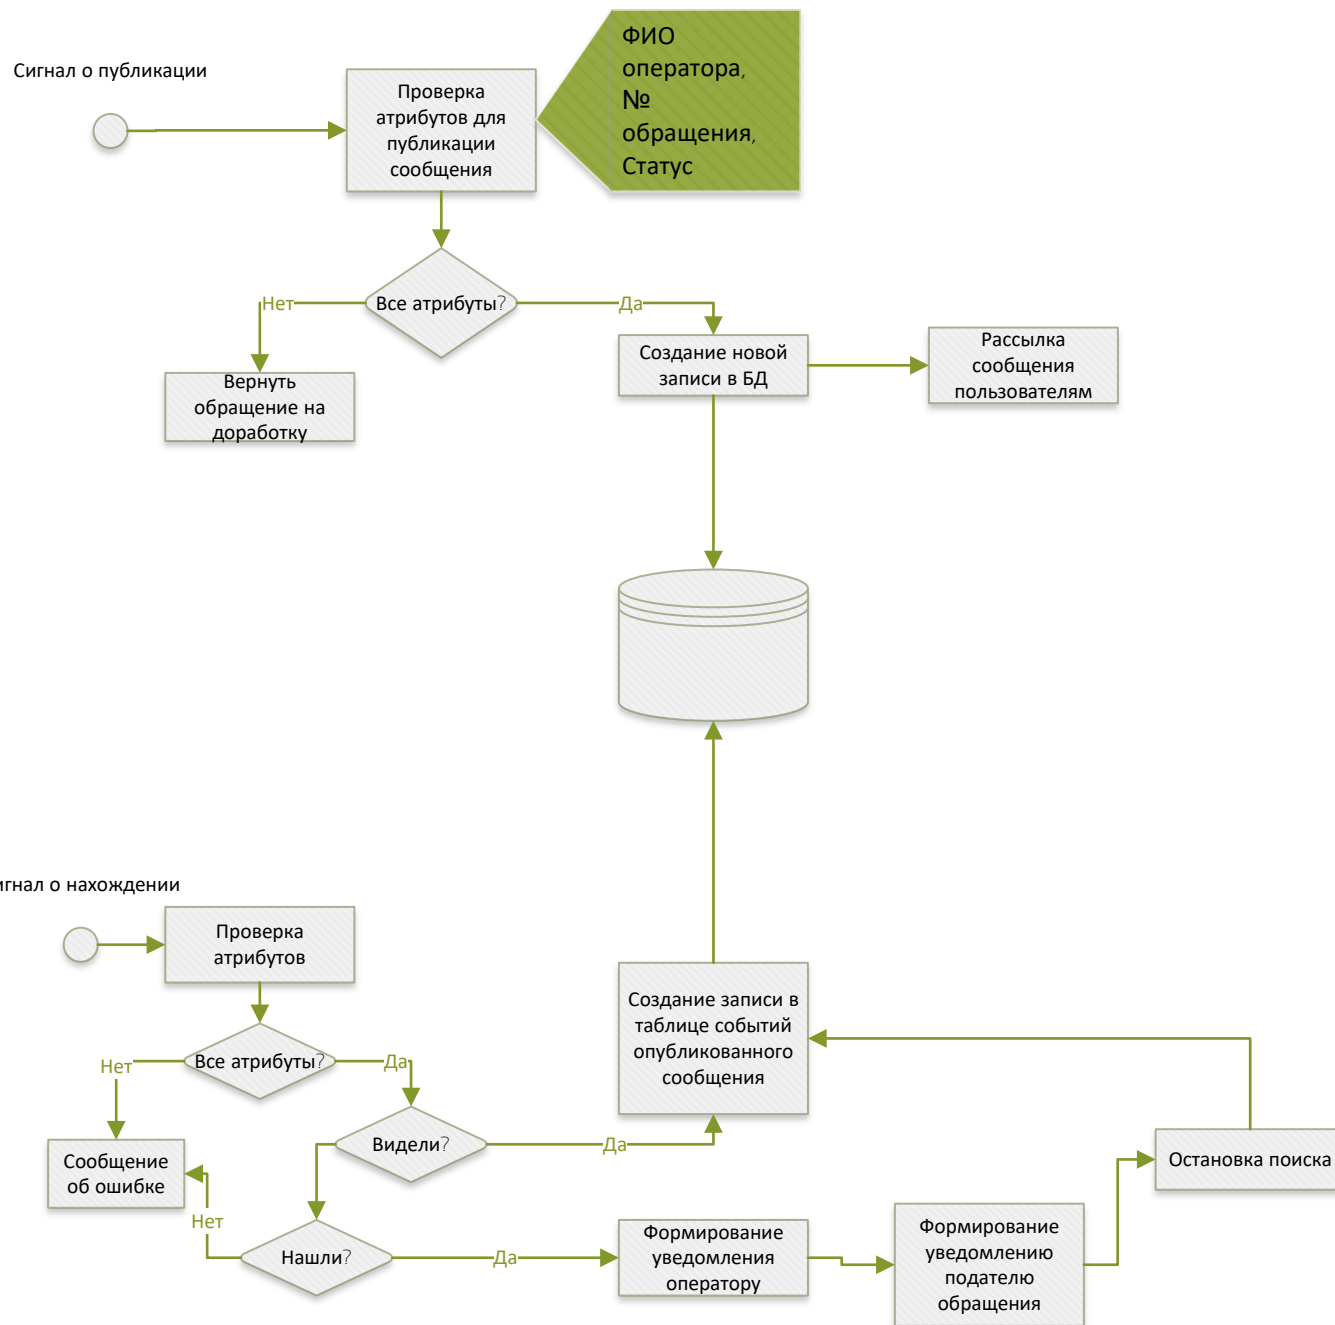 Сигнал о публикации
Проверка
атрибутов для
публикации
сообщения
ФИО
оператора,
№
обращения,
Статус
Все атрибуты?
Нет
Да
Вернуть
обращение на
доработку
Создание новой
записи в БД
Рассылка
сообщения
пользователям
игнал о нахождении
Проверка
атрибутов
Все атрибуты?
Нет
Да
Видели?
Да
Сообщение
об ошибке
Нет
Нашли?
Да
Создание записи в
таблице событий
опубликованного
сообщения
Формирование
уведомления
оператору
Формирование
уведомлению
подателю
обращения
Остановка поиска